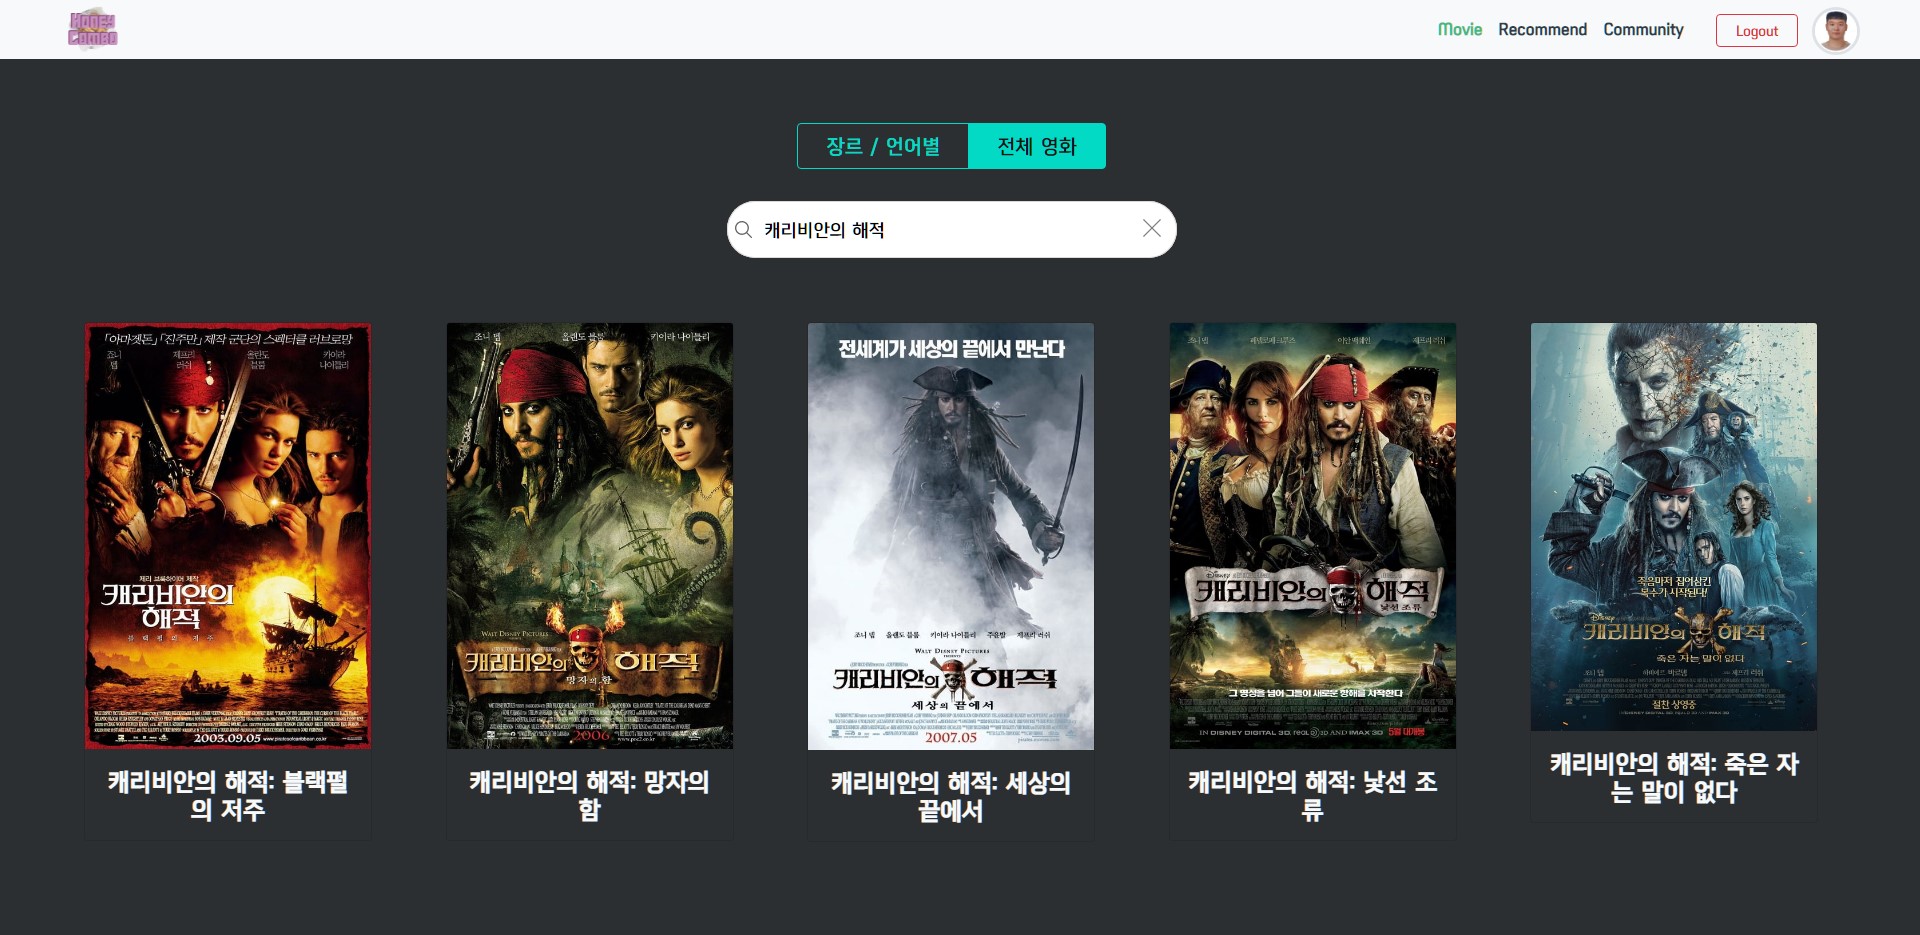 Honey
Combo
Movie
Recommend
Community
Logout
장르 / 언어별
전체 영화
캐리비안의 해적
「아마겟돈」「진주만」제작 군단의 스펙터클 러브로망
조니 뎁
제프리 러쉬
올란도 블룸
키이라 나이틀리
제리 브룩하이머 제작
캐리비안의
해적
블랙펄의 저주
2003.09.05 www.piratesofcaribbean.co.kr
캐리비안의 해적: 블랙펄
의 저주
조니 뎁
올랜도 블룸
키이라 나이틀리
WALT DISNEY PICTURES
캐리비안의 해적
망자의 함
2006
캐리비안의 해적: 망자의
함
전세계가 세상의 끝에서 만난다
조니 뎁 올랜도 블룸 키이라 나이틀리 주윤발 제프리 러쉬
WALT DISNEY PICTURES
PRESENTS
캐리비안의 해적
세상의 끝에서
2007.05
캐리비안의 해적: 세상의
끝에서
조니 뎁
페넬로페 크루즈
이안 맥쉐인
제프리 러쉬
DISNEY
캐리비안의 해적
낯선 조류
그 명성을 넘어 그들이 새로운 항해를 시작한다
IN DISNEY DIGITAL 3D, REAL D 3D AND IMAX 3D 5월 대개봉
캐리비안의 해적: 낯선 조
류
죽음마저 집어삼킨
복수가 시작된다!
Disney
캐리비안의 해적
죽은 자는 말이 없다
조니 뎁
하비에르 바르뎀
제프리 러쉬
절찬 상영중
캐리비안의 해적: 죽은 자
는 말이 없다